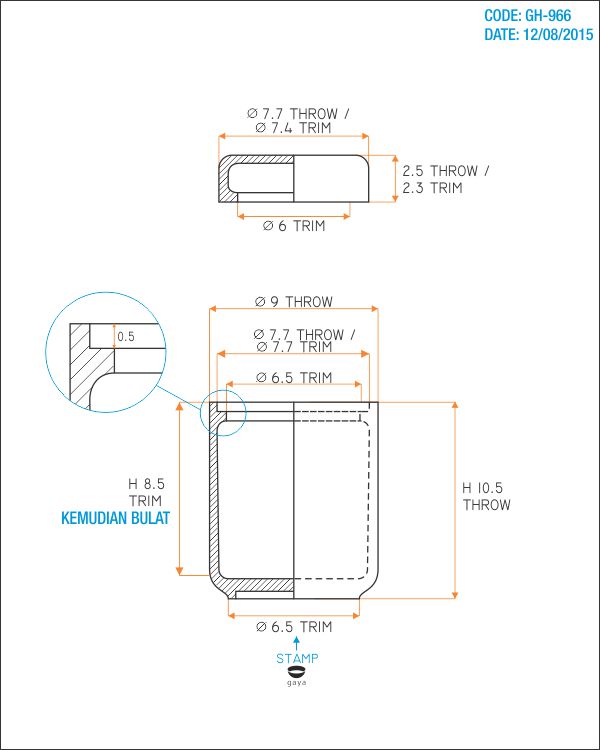 CODE: GH-966
DATE: 12/08/2015
∅ 7.7 THROW /
∅ 7.4 TRIM
2.5 THROW /
2.3 TRIM
∅ 6 TRIM
∅ 9 THROW
0.5
∅ 7.7 THROW /
∅ 7.7 TRIM
∅ 6.5 TRIM
H 8.5
TRIM
KEMUDIAN BULAT
H 10.5
THROW
∅ 6.5 TRIM
STAMP
gaya